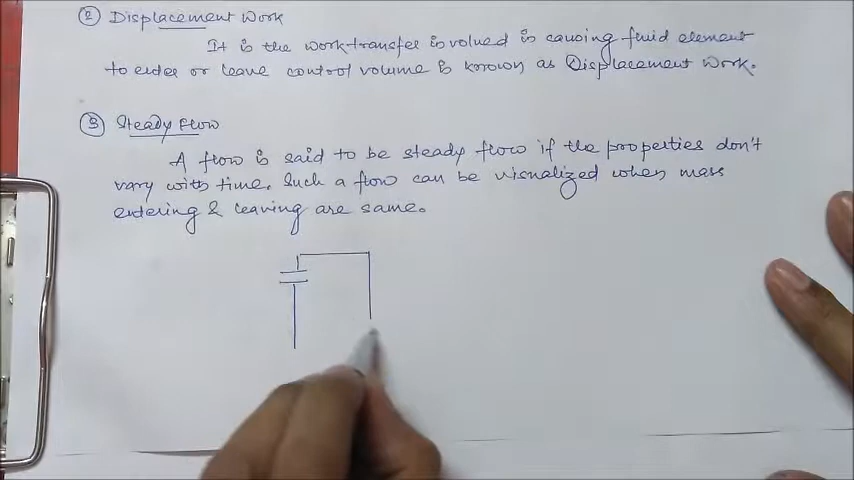 ② Displacement Work
It is the work transfer involved is causing fluid element
to enter or leave control volume is known as Displacement Work.
③ Steady Flow
A flow is said to be steady flow if the properties don't
vary with time. Such a flow can be visualized when mass
entering & leaving are same.